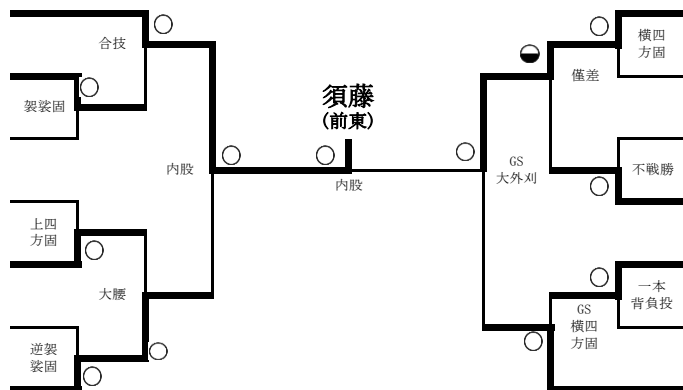 合技
袈裟固
上四
方固
大腰
逆袈
裟固
内股
須藤
(前東)
内股
GS
大外刈
僅差
横四
方固
不戦勝
一本
背負投
GS
横四
方固